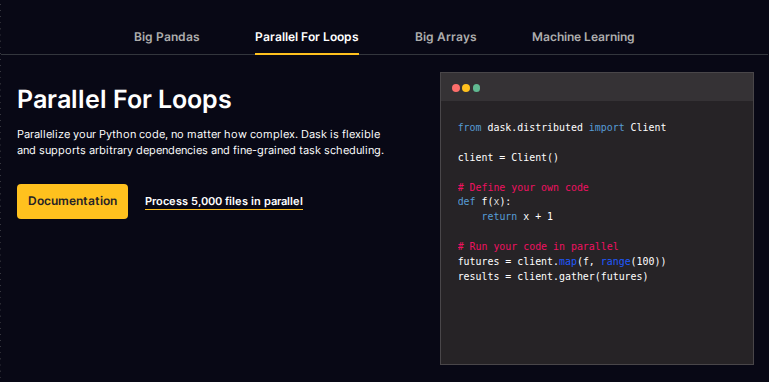 Big Pandas
Parallel For Loops
Big Arrays
Machine Learning
Parallel For Loops
Parallelize your Python code, no matter how complex. Dask is flexible
and supports arbitrary dependencies and fine-grained task scheduling.
Documentation
Process 5,000 files in parallel
from dask.distributed import Client
client = Client()
# Define your own code
def f(x):
    return x + 1
# Run your code in parallel
futures = client.map(f, range(100))
results = client.gather(futures)